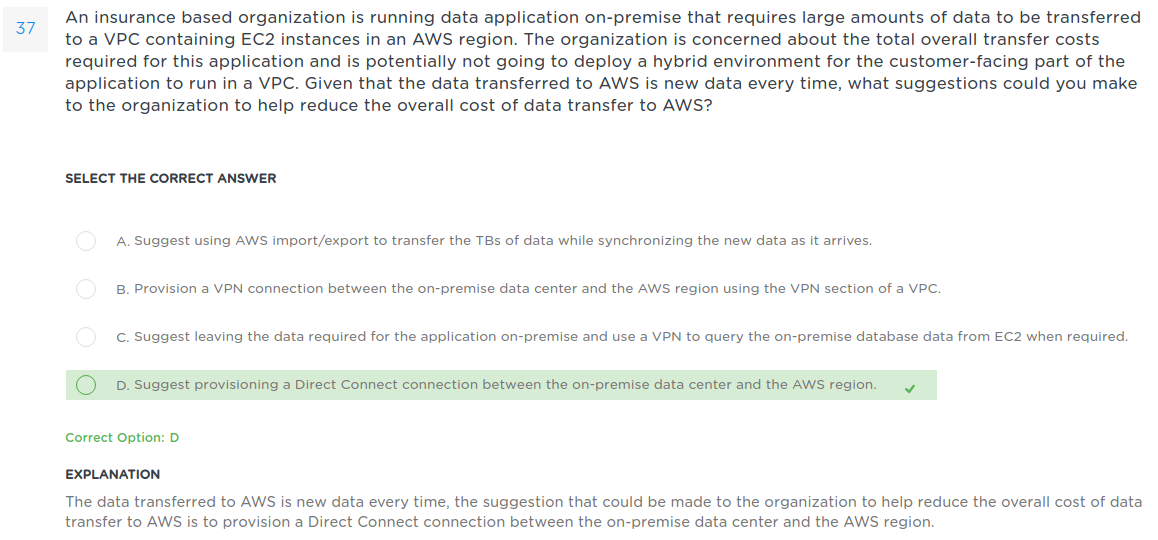 37
An insurance based organization is running data application on-premise that requires large amounts of data to be transferred
to a VPC containing EC2 instances in an AWS region. The organization is concerned about the total overall transfer costs
required for this application and is potentially not going to deploy a hybrid environment for the customer-facing part of the
application to run in a VPC. Given that the data transferred to AWS is new data every time, what suggestions could you make
to the organization to help reduce the overall cost of data transfer to AWS?
SELECT THE CORRECT ANSWER
A. Suggest using AWS import/export to transfer the TBs of data while synchronizing the new data as it arrives.
B. Provision a VPN connection between the on-premise data center and the AWS region using the VPN section of a VPC.
C. Suggest leaving the data required for the application on-premise and use a VPN to query the on-premise database data from EC2 when required.
D. Suggest provisioning a Direct Connect connection between the on-premise data center and the AWS region.
Correct Option: D
EXPLANATION
The data transferred to AWS is new data every time, the suggestion that could be made to the organization to help reduce the overall cost of data
transfer to AWS is to provision a Direct Connect connection between the on-premise data center and the AWS region.